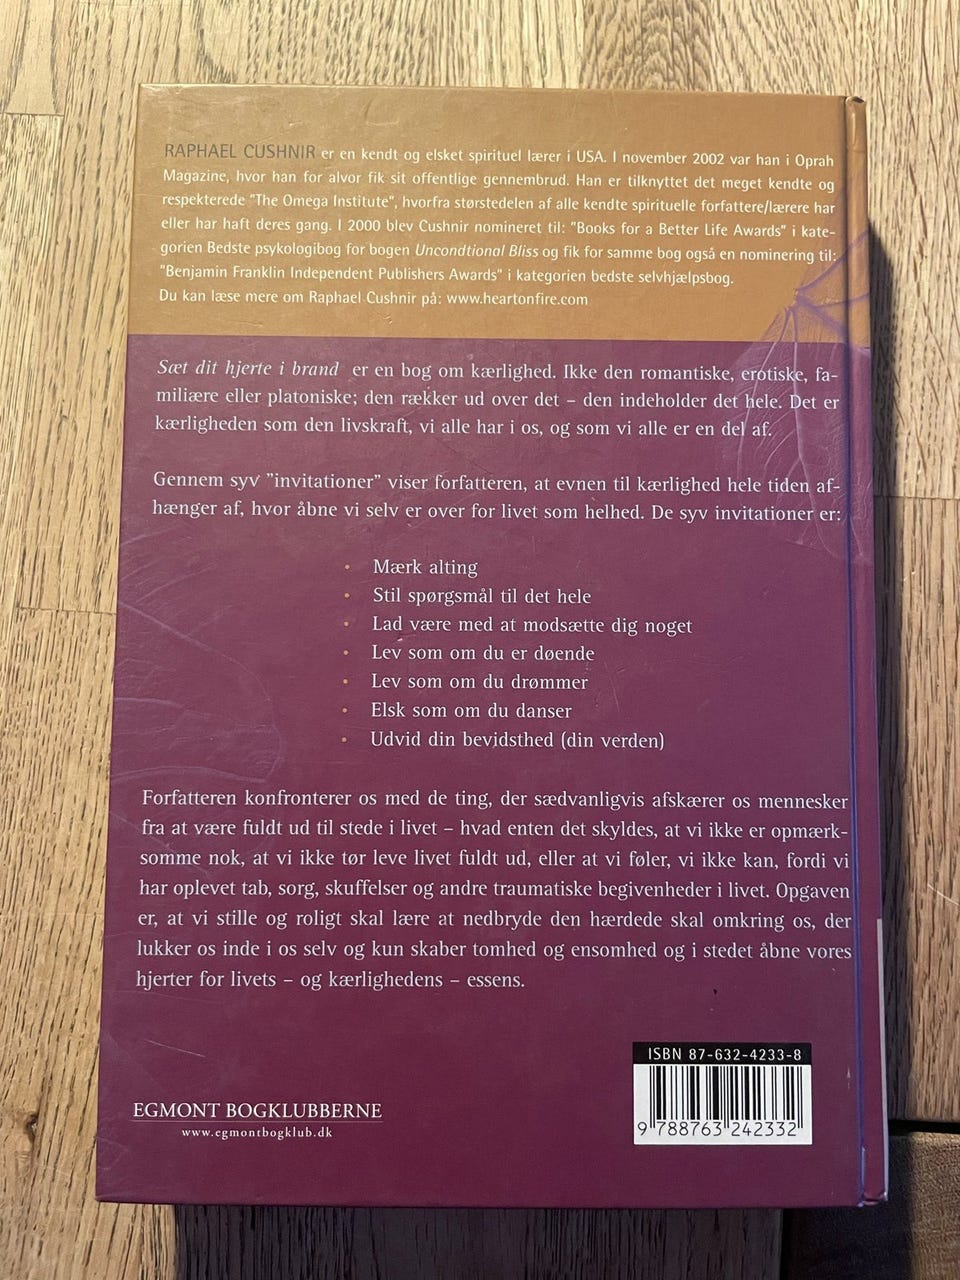 RAPHAEL CUSHNIR er en kendt og elsket spirituel lærer i USA. I november 2002 var han i Oprah
Magazine, hvor han for alvor fik sit offentlige gennembrud. Han er tilknyttet det meget kendte og
respekterede "The Omega Institute", hvorfra størstedelen af alle kendte spirituelle forfattere/lærere har
eller har haft deres gang. I 2000 blev Cushnir nomineret til: "Books for a Better Life Awards" i kate-
gorien Bedste psykologibog for bogen Uncondtional Bliss og fik for samme bog også en nominering til:
"Benjamin Franklin Independent Publishers Awards" i kategorien bedste selvhjælpsbog.
Du kan læse mere om Raphael Cushnir på: www.heartonfire.com
Sæt dit hjerte i brand er en bog om kærlighed. Ikke den romantiske, erotiske, fa-
miliære eller platoniske; den rækker ud over det – den indeholder det hele. Det er
kærligheden som den livskraft, vi alle har i os, og som vi alle er en del af.
Gennem syv ”invitationer” viser forfatteren, at evnen til kærlighed hele tiden af-
hænger af, hvor åbne vi selv er over for livet som helhed. De syv invitationer er:
• Mærk alting
• Stil spørgsmål til det hele
• Lad være med at modsætte dig noget
• Lev som om du er døende
• Lev som om du drømmer
• Elsk som om du danser
• Udvid din bevidsthed (din verden)
Forfatteren konfronterer os med de ting, der sædvanligvis afskærer os mennesker
fra at være fuldt ud til stede i livet – hvad enten det skyldes, at vi ikke er opmærk-
somme nok, at vi ikke tør leve livet fuldt ud, eller at vi føler, vi ikke kan, fordi vi
har oplevet tab, sorg, skuffelser og andre traumatiske begivenheder i livet. Opgaven
er, at vi stille og roligt skal lære at nedbryde den hærdede skal omkring os, der
lukker os inde i os selv og kun skaber tomhed og ensomhed og i stedet åbne vores
hjerter for livets – og kærlighedens – essens.
ISBN 87-632-4233-8
9 788763 242332
EGMONT BOGKLUBBERNE
www.egmontbogklub.dk